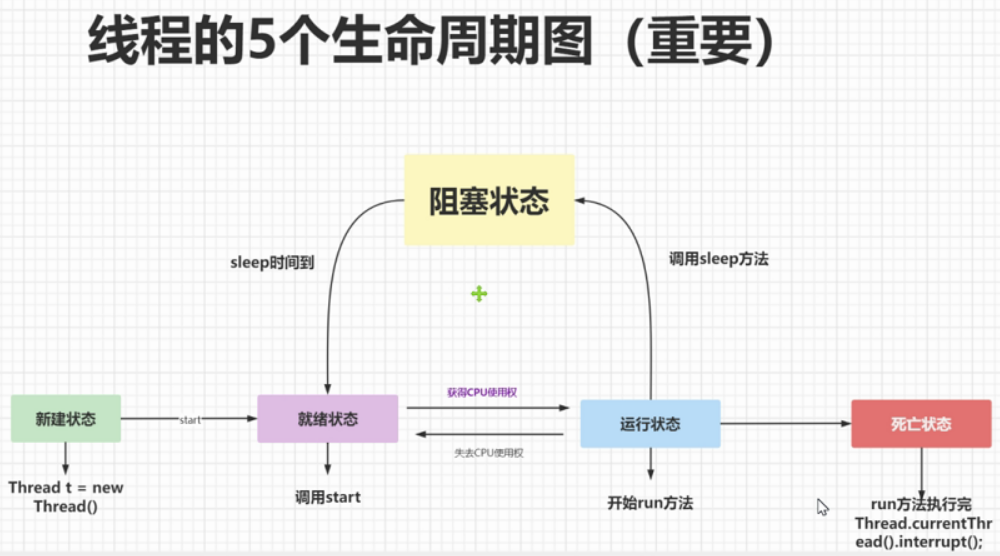 线程的5个生命周期图（重要）
阻塞状态
sleep时间到
调用sleep方法
获得CPU使用权
新建状态
start
就绪状态
运行状态
死亡状态
失去CPU使用权
Thread t = new
Thread()
调用start
开始run方法
run方法执行完
Thread.currentThr
ead().interrupt();